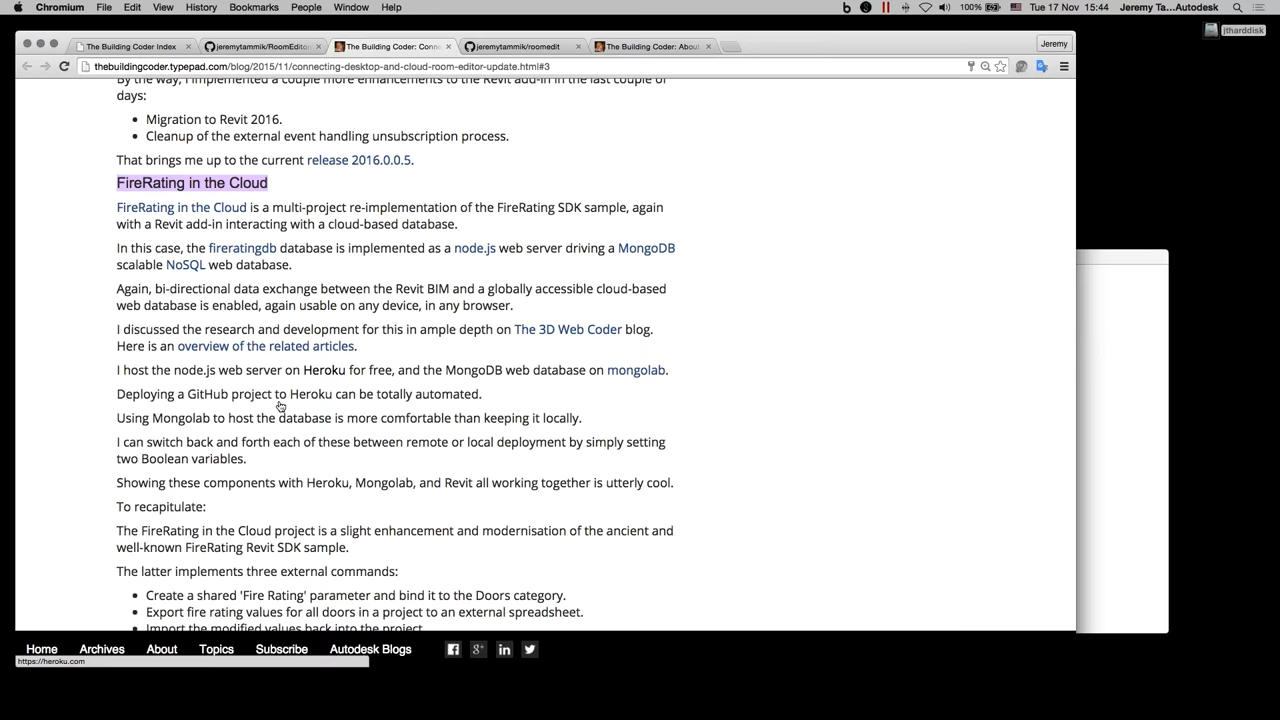 Chromium File Edit View History Bookmarks People Window Help 100% Tue 17 Nov 15:44 Jeremy Ta...Autodesk
jtharddisk
The Building Coder Index jeremytammik/RoomEditor The Building Coder: Conn jeremytammik/roomedit The Building Coder: Abou Jeremy
thebuildingcoder.typepad.com/blog/2015/11/connecting-desktop-and-cloud-room-editor-update.html#3
By the way, I implemented a couple more enhancements to the Revit add-in in the last couple of
days:
• Migration to Revit 2016.
• Cleanup of the external event handling unsubscription process.
That brings me up to the current release 2016.0.0.5.
FireRating in the Cloud
FireRating in the Cloud is a multi-project re-implementation of the FireRating SDK sample, again
with a Revit add-in interacting with a cloud-based database.
In this case, the fireratingdb database is implemented as a node.js web server driving a MongoDB
scalable NoSQL web database.
Again, bi-directional data exchange between the Revit BIM and a globally accessible cloud-based
web database is enabled, again usable on any device, in any browser.
I discussed the research and development for this in ample depth on The 3D Web Coder blog.
Here is an overview of the related articles.
I host the node.js web server on Heroku for free, and the MongoDB web database on mongolab.
Deploying a GitHub project to Heroku can be totally automated.
Using Mongolab to host the database is more comfortable than keeping it locally.
I can switch back and forth each of these between remote or local deployment by simply setting
two Boolean variables.
Showing these components with Heroku, Mongolab, and Revit all working together is utterly cool.
To recapitulate:
The FireRating in the Cloud project is a slight enhancement and modernisation of the ancient and
well-known FireRating Revit SDK sample.
The latter implements three external commands:
• Create a shared 'Fire Rating' parameter and bind it to the Doors category.
• Export fire rating values for all doors in a project to an external spreadsheet.
• Import the modified values back into the project.
Home Archives About Topics Subscribe Autodesk Blogs
https://heroku.com